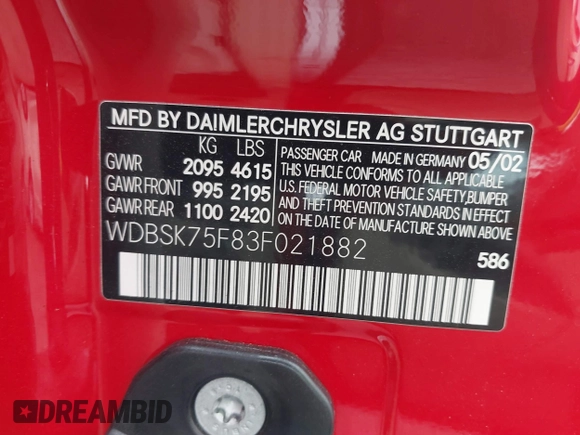 MFD BY DAIMLERCHRYSLER AG STUTTGART
KG LBS
GVWR 2095 4615
GAWR FRONT 995 2195
GAWR REAR 1100 2420
PASSENGER CAR MADE IN GERMANY 05/02
THIS VEHICLE CONFORMS TO ALL APPLICABLE
U.S. FEDERAL MOTOR VEHICLE SAFETY,BUMPER
AND THEFT PREVENTION STANDARDS IN EFFECT
ON THE DATE OF MANUFACTURE SHOWN ABOVE
WDBSK75F83F021882
586
DREAMBID